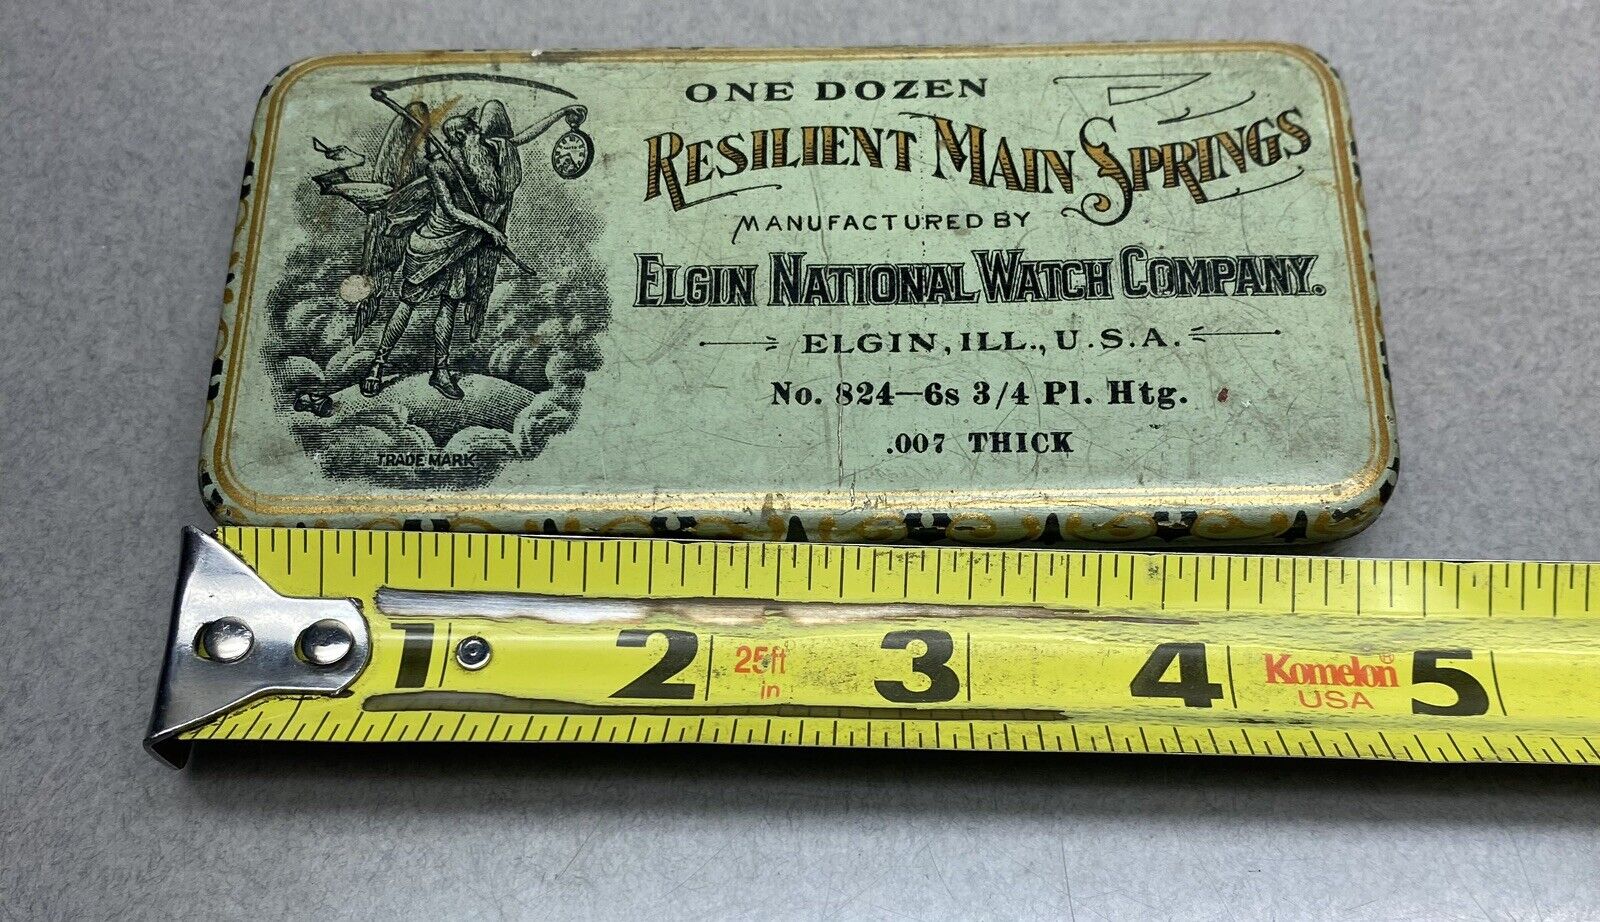 ONE DOZEN
RESILIENT MAIN SPRINGS
MANUFACTURED BY
ELGIN NATIONAL WATCH COMPANY.
ELGIN, ILL., U.S.A.
No. 824—6s 3/4 Pl. Htg.
.007 THICK
TRADE MARK
1 2 25ft 3 4 Komelon® 5
in USA